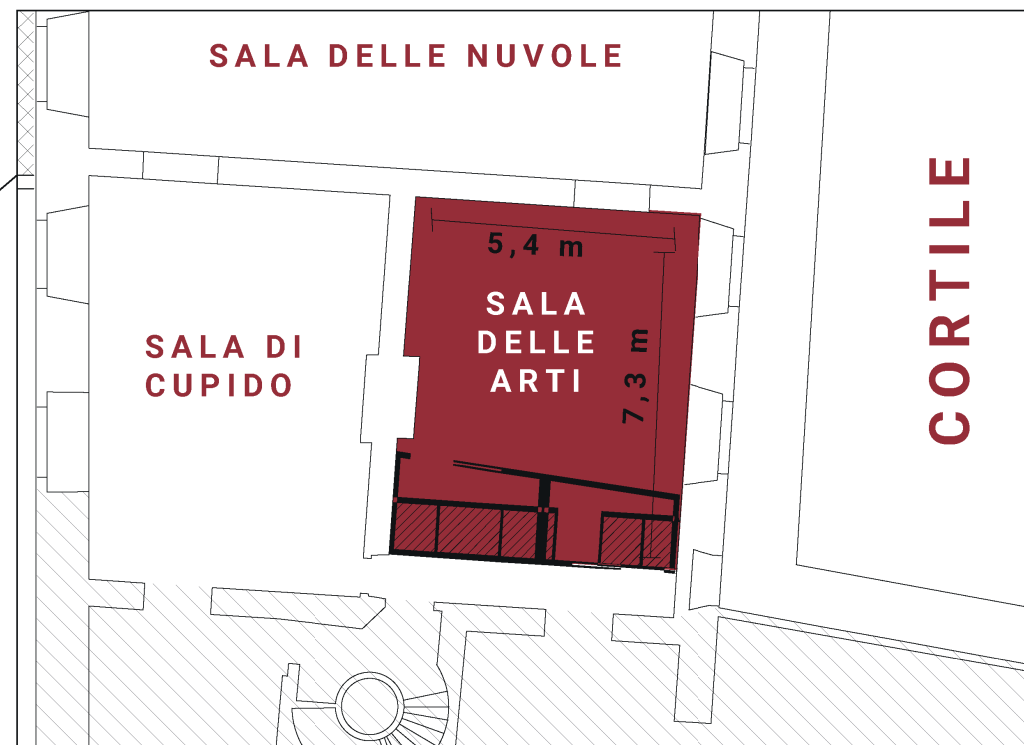 SALA DELLE NUVOLE
5,4 m
SALA
DELLE
ARTI
7,3 m
SALA DI
CUPIDO
CORTILE